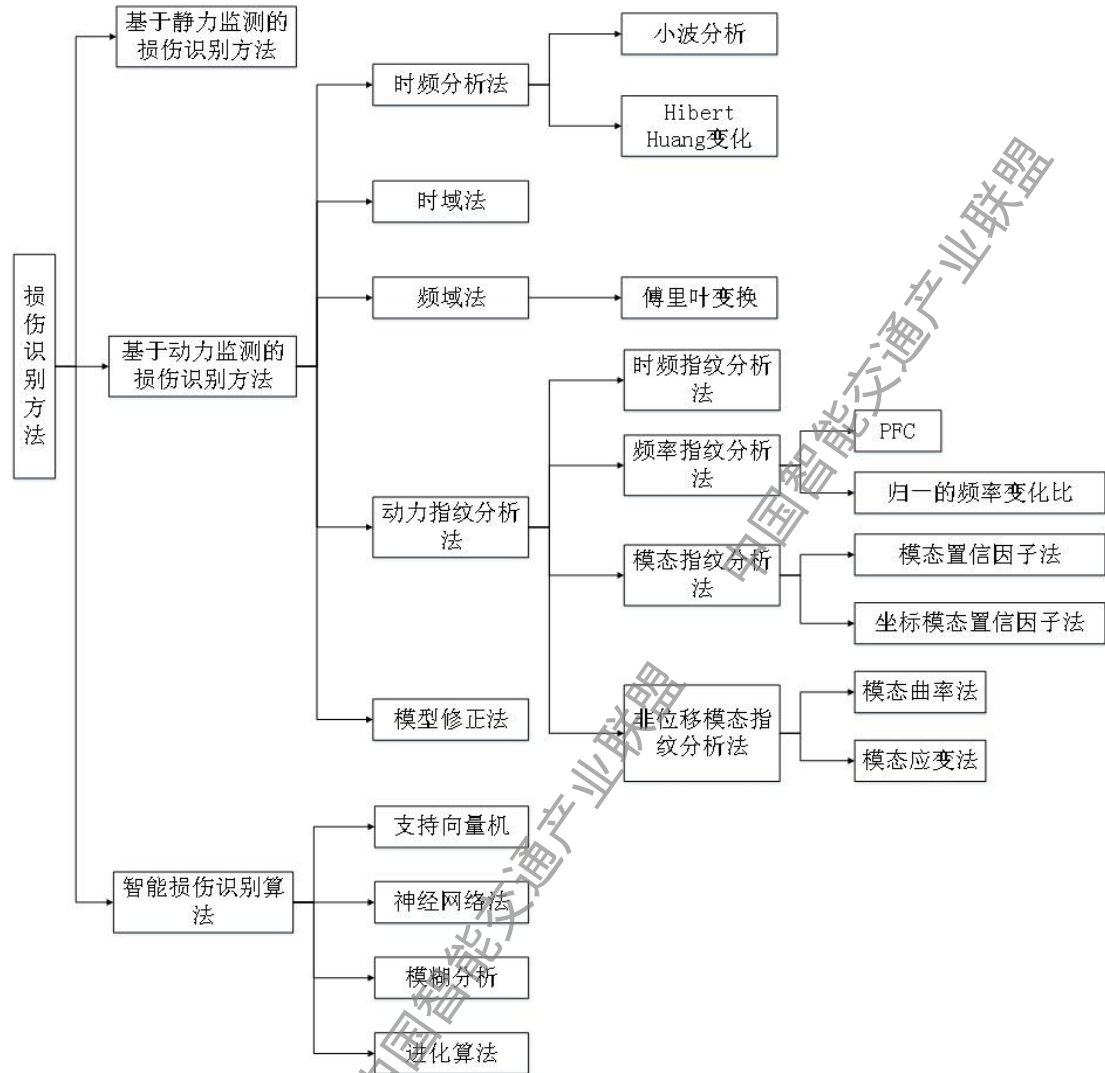 基于静力监测的
损伤识别方法
小波分析
时频分析法
Hibert
Huang变化
时域法
损伤识别方法
频域法
傅里叶变换
基于动力监测的
损伤识别方法
时频指纹分析
法
频率指纹分析
法
PFC
归一的频率变化比
动力指纹分析
法
模态指纹分析
法
模态置信因子法
坐标模态置信因子法
模型修正法
非位移模态指
纹分析法
模态曲率法
模态应变法
智能损伤识别算
法
支持向量机
神经网络法
模糊分析
进化算法
中国智能交通产业联盟
中国智能交通产业联盟